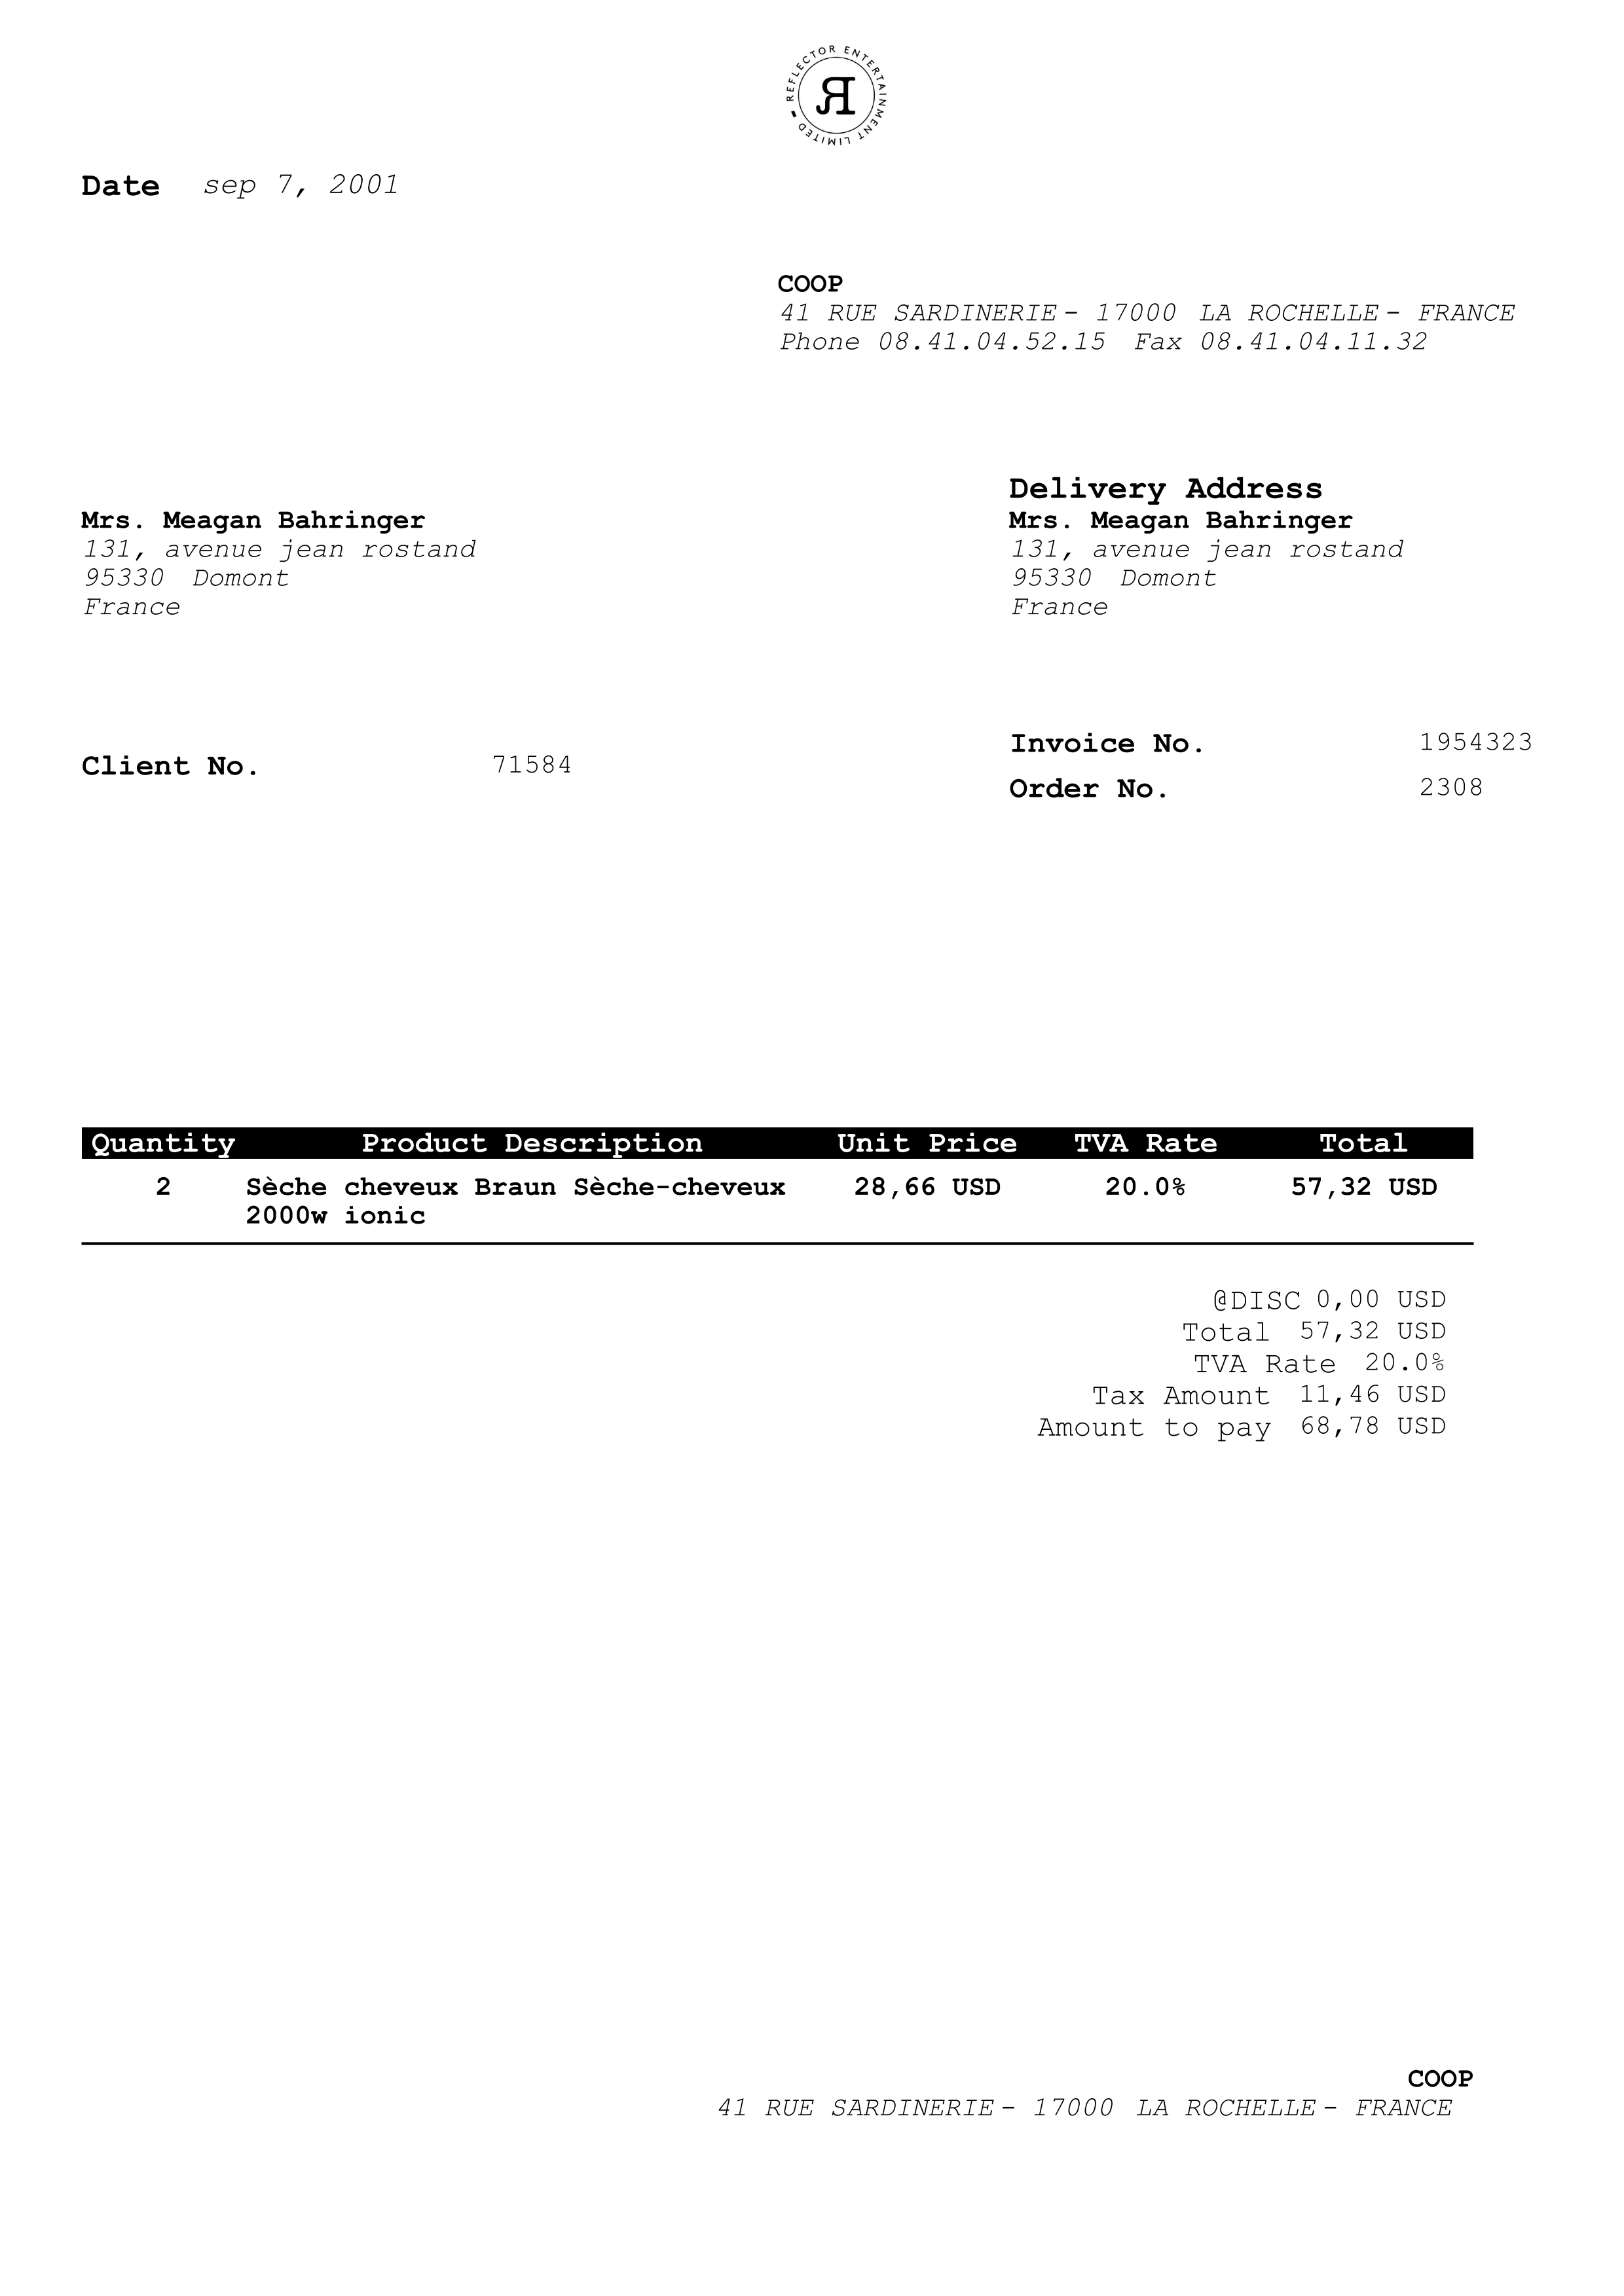 REFLECTOR ENTERTAINMENT LIMITED -
R
Date sep 7, 2001
COOP
41 RUE SARDINERIE - 17000 LA ROCHELLE - FRANCE
Phone 08.41.04.52.15 Fax 08.41.04.11.32
Delivery Address
Mrs. Meagan Bahringer Mrs. Meagan Bahringer
131, avenue jean rostand 131, avenue jean rostand
95330 Domont 95330 Domont
France France
Invoice No. 1954323
Client No. 71584
Order No. 2308
Quantity Product Description Unit Price TVA Rate Total
2 Sèche cheveux Braun Sèche-cheveux 28,66 USD 20.0% 57,32 USD
2000w ionic
@DISC 0,00 USD
Total 57,32 USD
TVA Rate 20.0%
Tax Amount 11,46 USD
Amount to pay 68,78 USD
COOP
41 RUE SARDINERIE - 17000 LA ROCHELLE - FRANCE